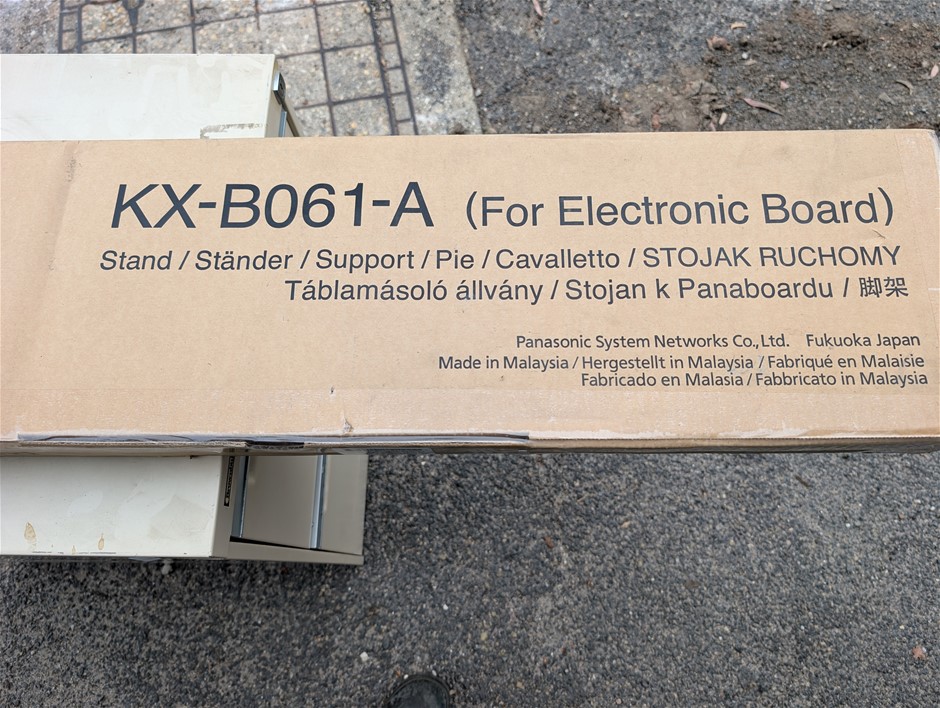 KX-B061-A (For Electronic Board)
Stand / Ständer / Support / Pie / Cavalletto / STOJAK RUCHOMY
Táblamásoló állvány / Stojan k Panaboardu / 脚架
Panasonic System Networks Co., Ltd. Fukuoka Japan
Made in Malaysia / Hergestellt in Malaysia / Fabriqué en Malaisie
Fabricado en Malasia / Fabbricato in Malaysia